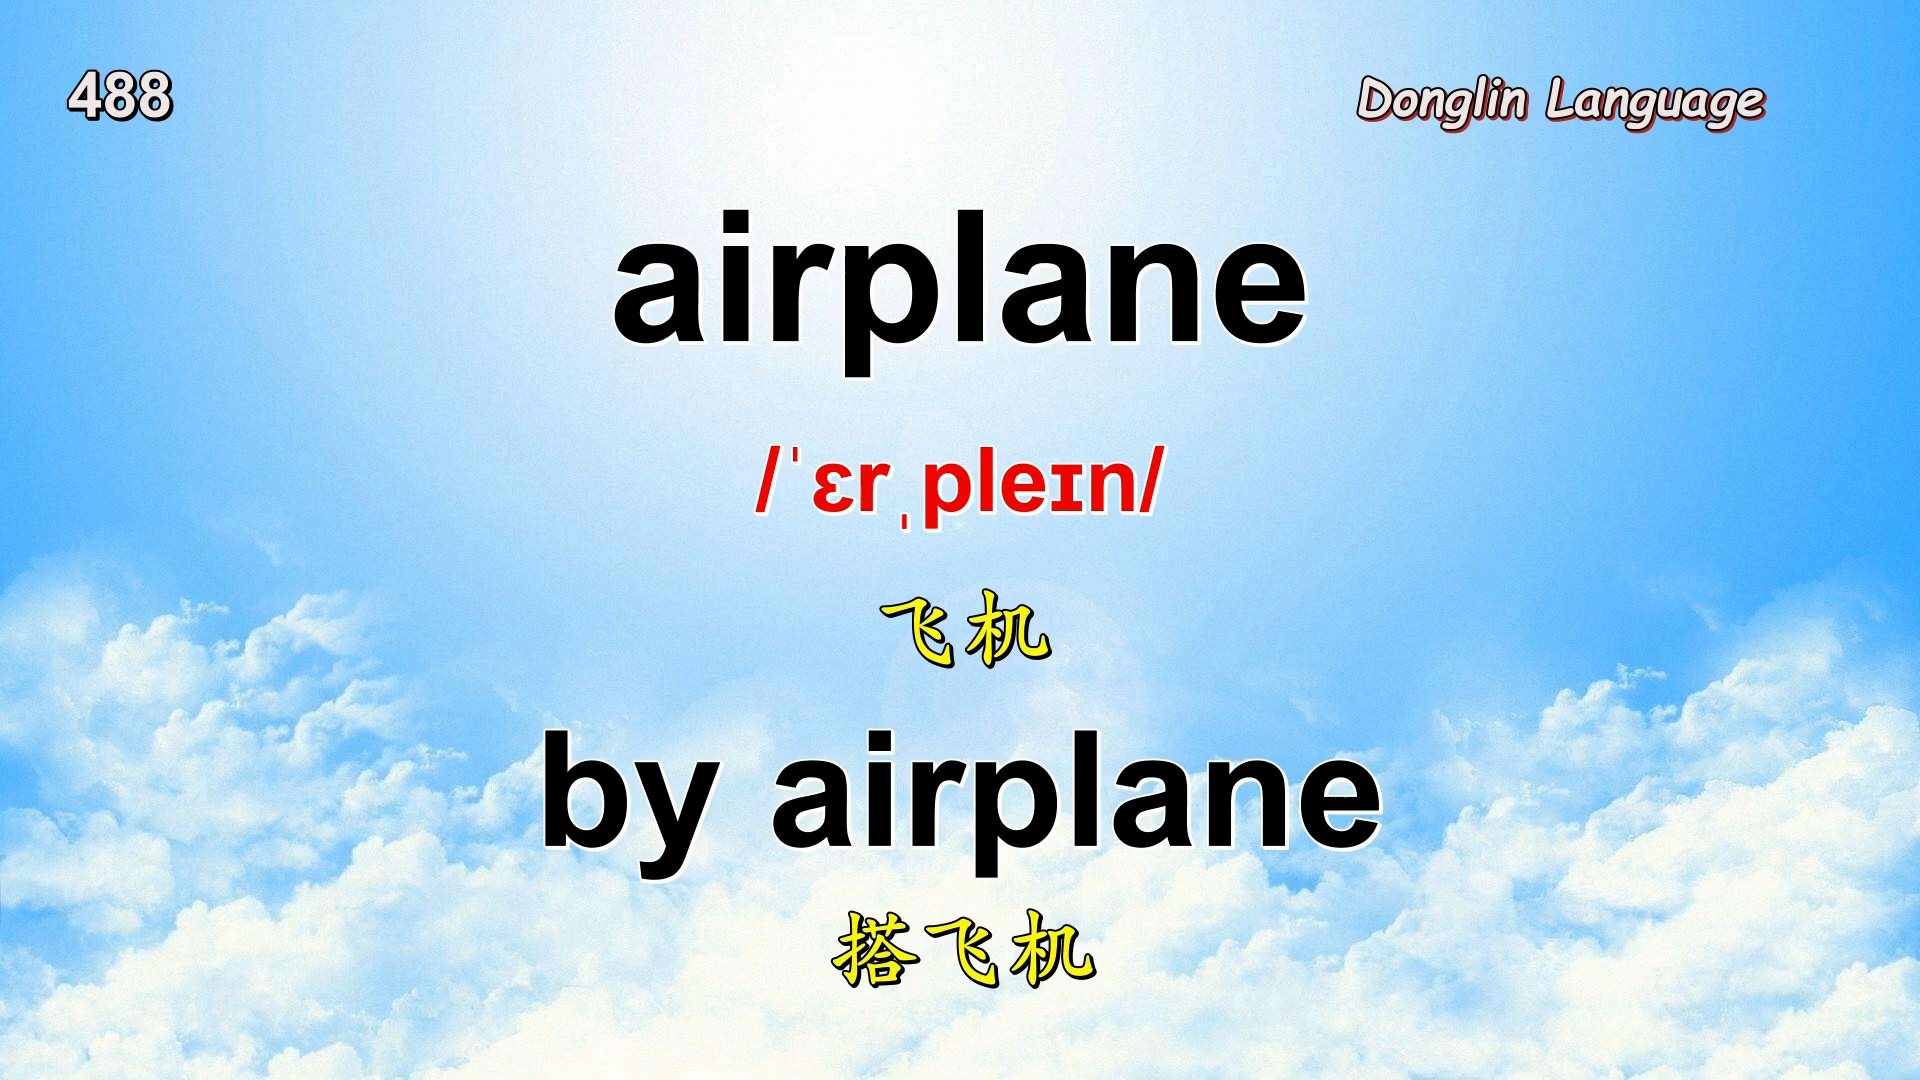 488
Donglin Language
airplane
/ˈɛrˌpleɪn/
飞机
by airplane
搭飞机